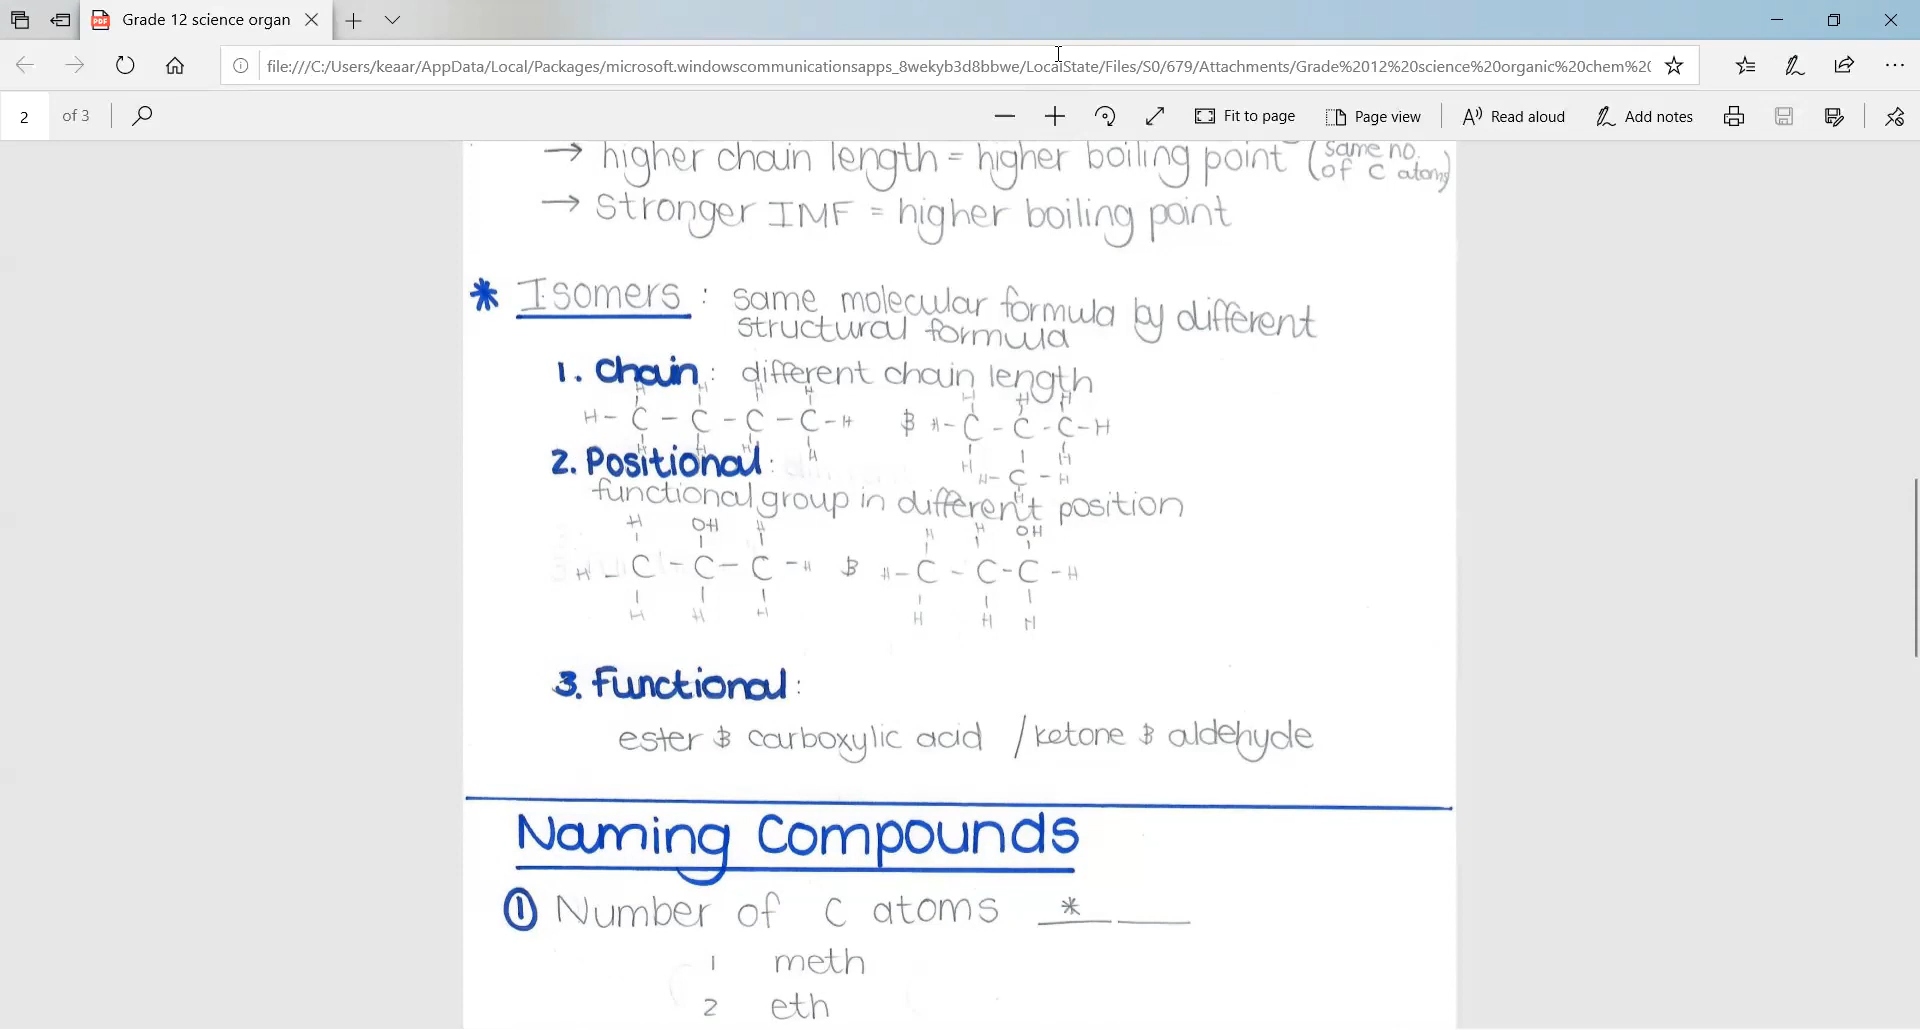 Grade 12 science organ
file:///C:/Users/keaar/AppData/Local/Packages/microsoft.windowscommunicationsapps_8wekyb3d8bbwe/LocalState/Files/S0/679/Attachments/Grade%2012%20science%20organic%20chem%20
2 of 3
Fit to page
Page view
Read aloud
Add notes
→ higher chain length = higher boiling point (same no. of C atoms)
→ stronger IMF = higher boiling point
* Isomers : same molecular formula by different
structural formula
1. Chain : different chain length
H H H H
H - C - C - C - C - H
H H H H
H H H
H - C - C - C - H
H H
H - C - H
H
2. Positional :
functional group in different position
H OH H
H - C - C - C - H
H H H
H H OH
H - C - C - C - H
H H H
3. Functional :
ester & carboxylic acid / ketone & aldehyde
Naming Compounds
① Number of C atoms * 
1 meth
2 eth